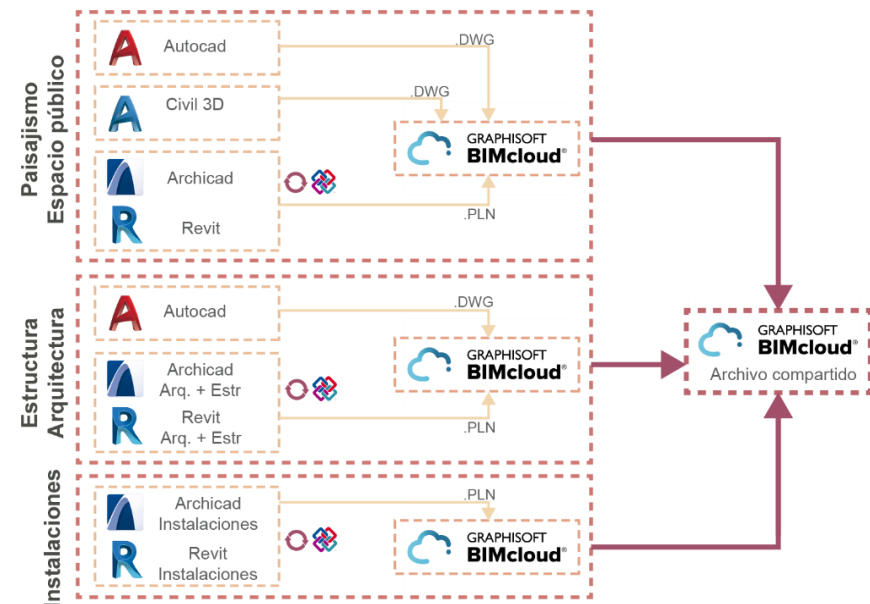 Paisajismo
Espacio público
Autocad
.DWG
Civil 3D
.DWG
GRAPHISOFT
BIMcloud®
Archicad
Revit
.PLN
Estructura
Arquitectura
Autocad
.DWG
GRAPHISOFT
BIMcloud®
Archicad
Arq. + Estr
Revit
Arq. + Estr
.PLN
GRAPHISOFT
BIMcloud®
Archivo compartido
Instalaciones
Archicad
Instalaciones
.PLN
Revit
Instalaciones
GRAPHISOFT
BIMcloud®